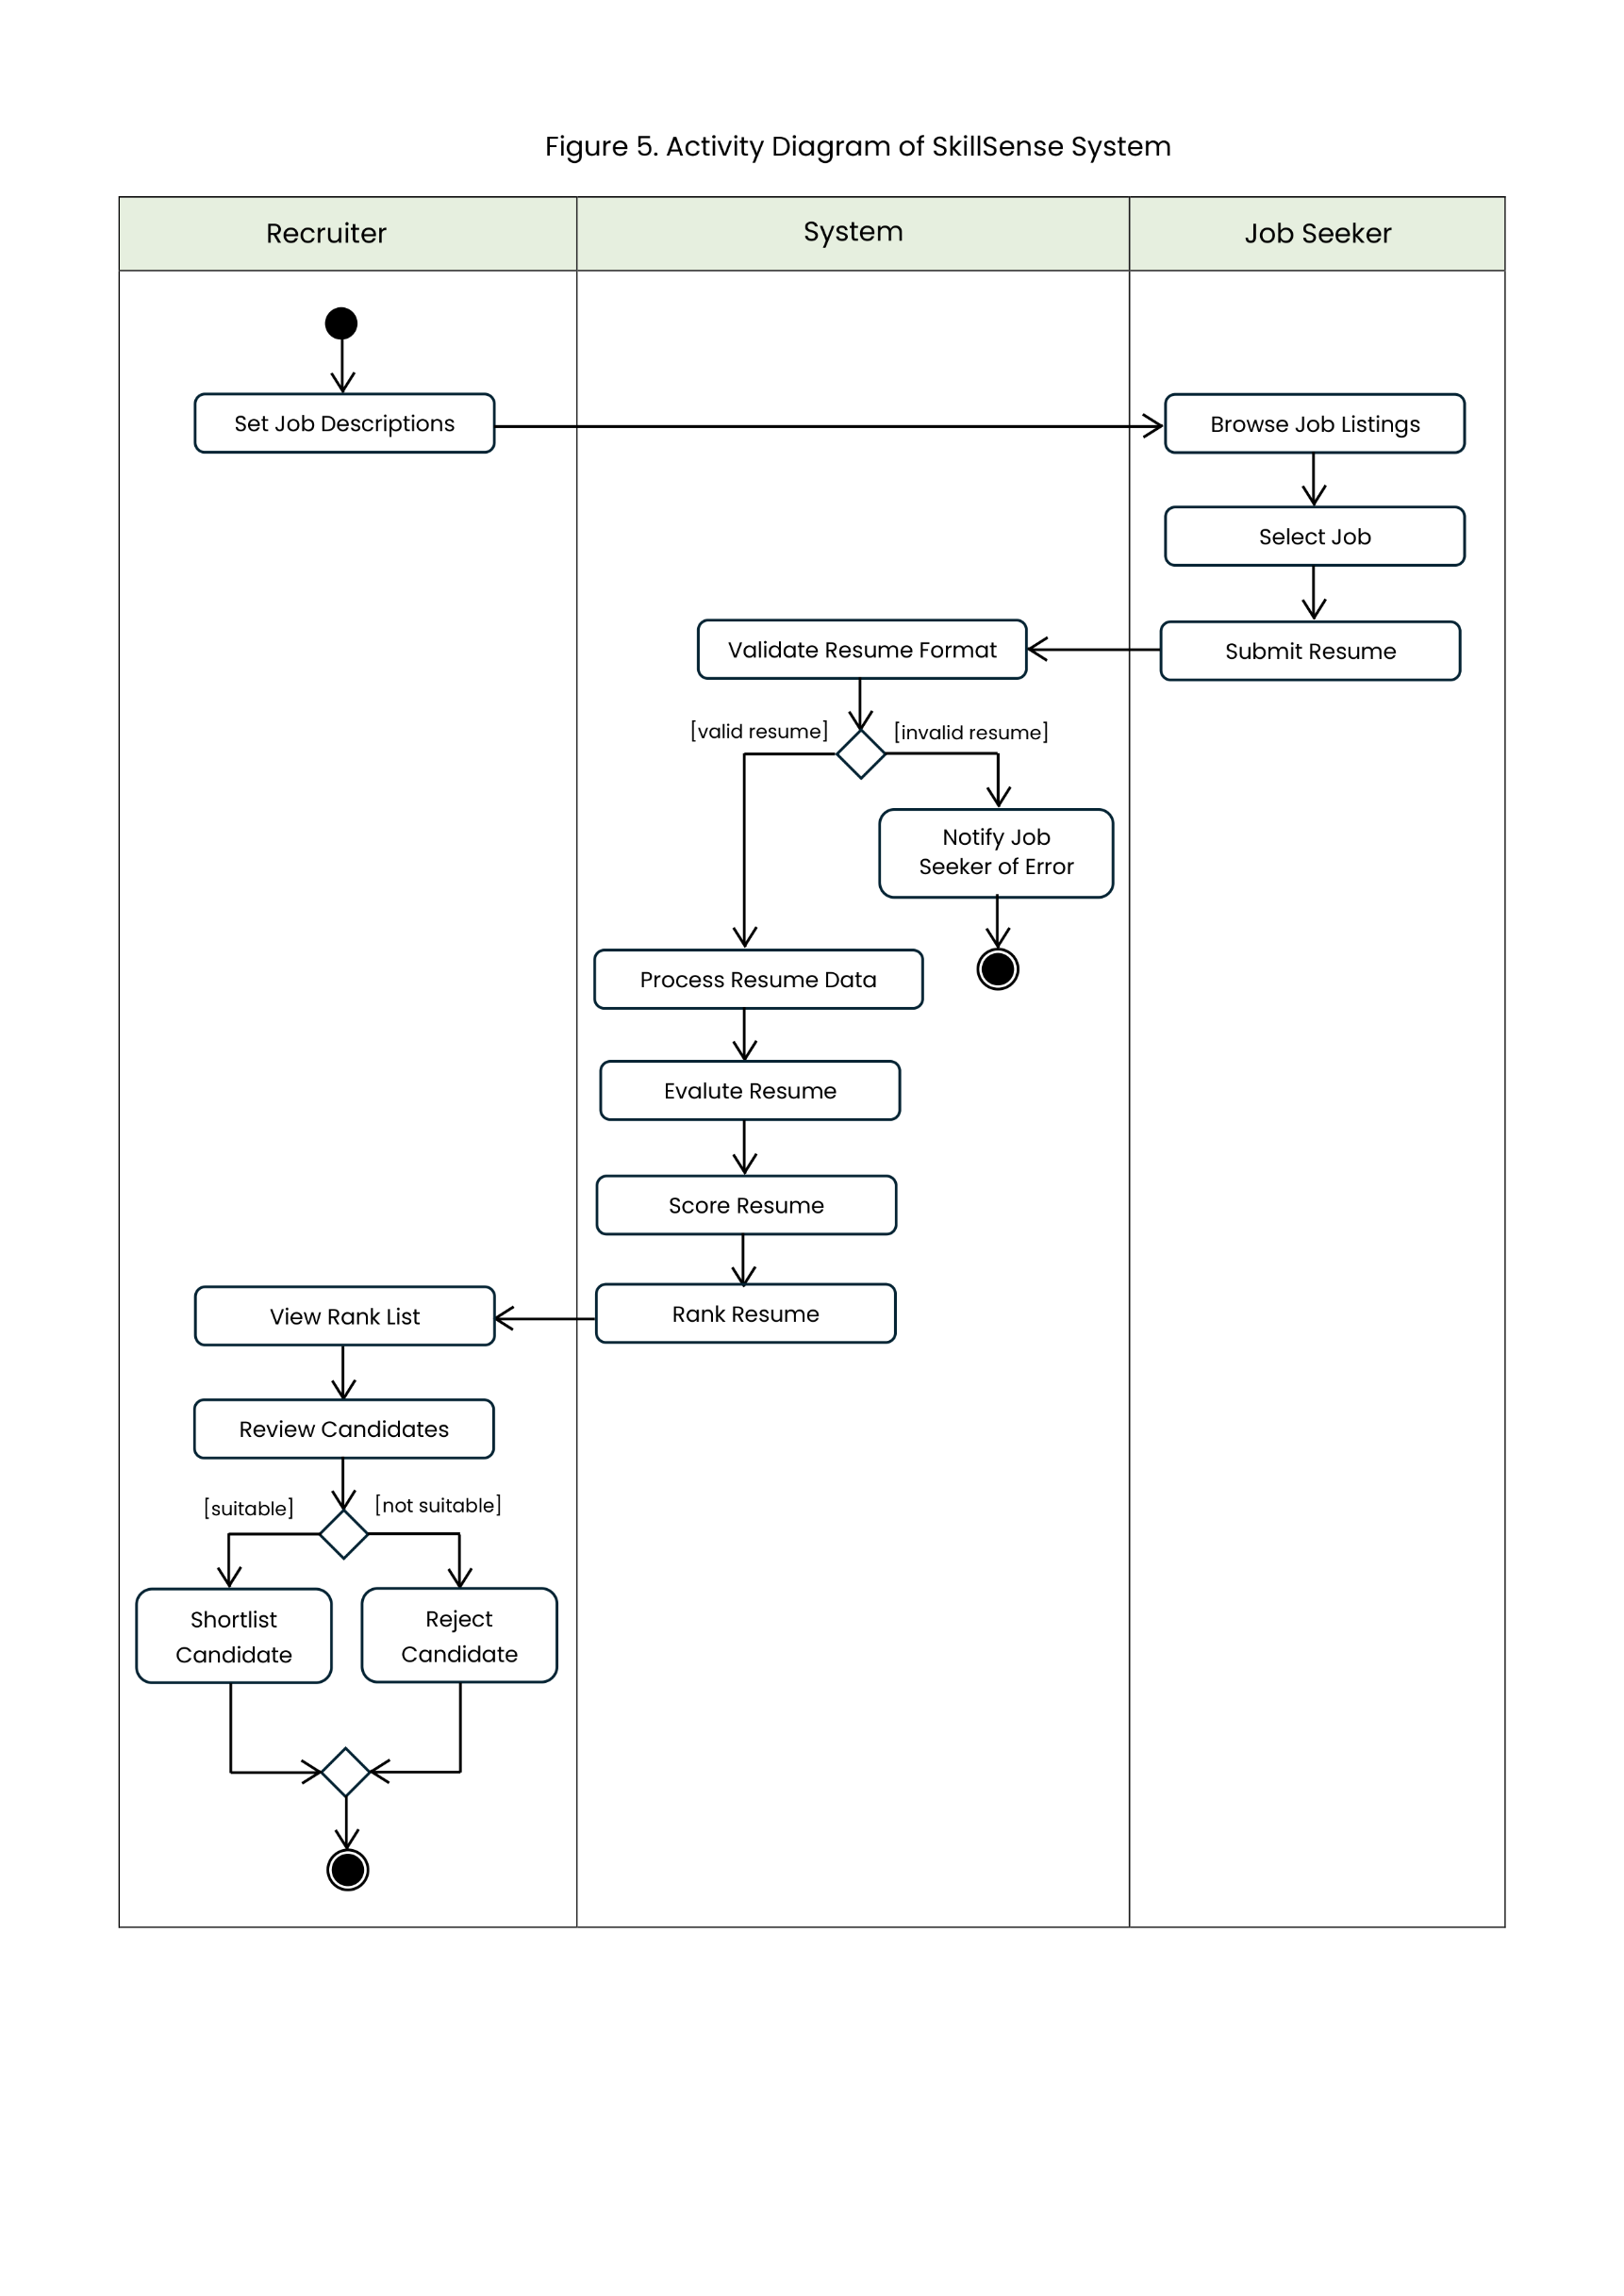 Figure 5. Activity Diagram of SkillSense System
Recruiter
System
Job Seeker
Set Job Descriptions
Browse Job Listings
Select Job
Validate Resume Format
Submit Resume
[valid resume]
[invalid resume]
Notify Job
Seeker of Error
Process Resume Data
Evalute Resume
Score Resume
View Rank List
Rank Resume
Review Candidates
[suitable]
[not suitable]
Shortlist
Candidate
Reject
Candidate